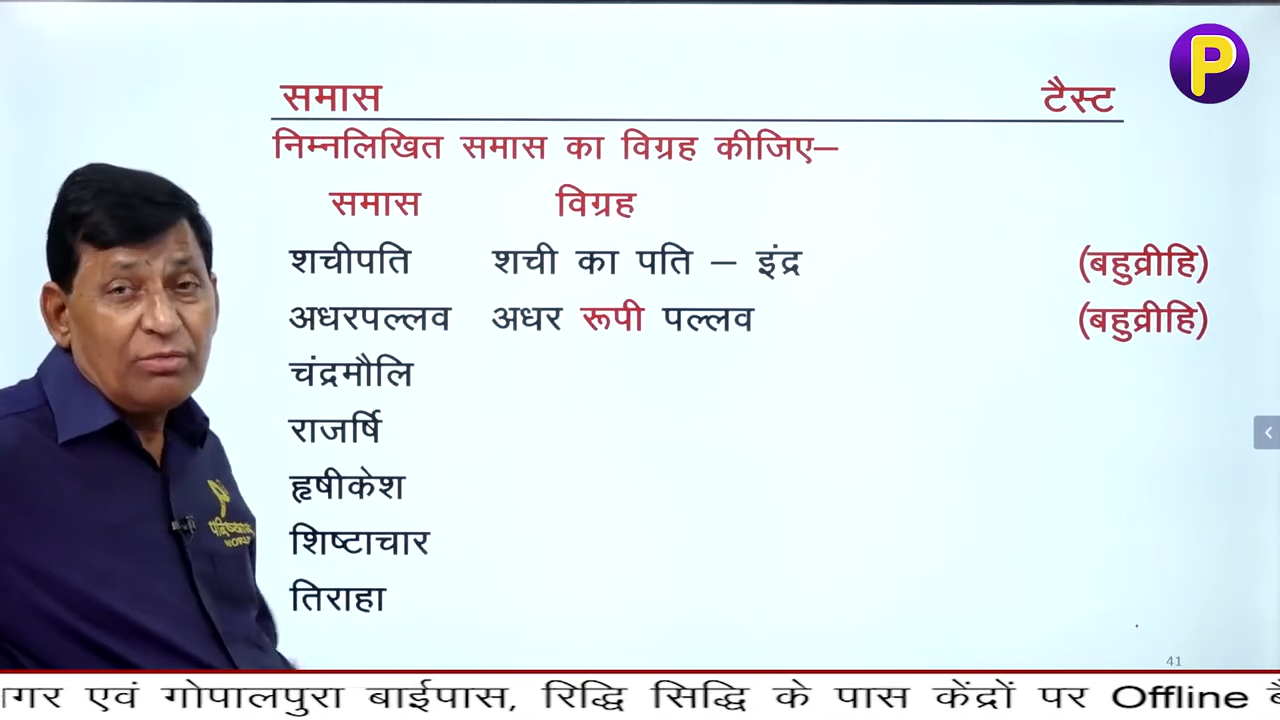 P
समास टैस्ट
निम्नलिखित समास का विग्रह कीजिए–
समास विग्रह
शचीपति शची का पति – इंद्र (बहुव्रीहि)
अधरपल्लव अधर रूपी पल्लव (बहुव्रीहि)
चंद्रमौलि
राजर्षि
हृषीकेश
शिष्टाचार
तिराहा
41
एवं गोपालपुरा बाईपास, रिद्धि सिद्धि के पास केंद्रों पर Offline